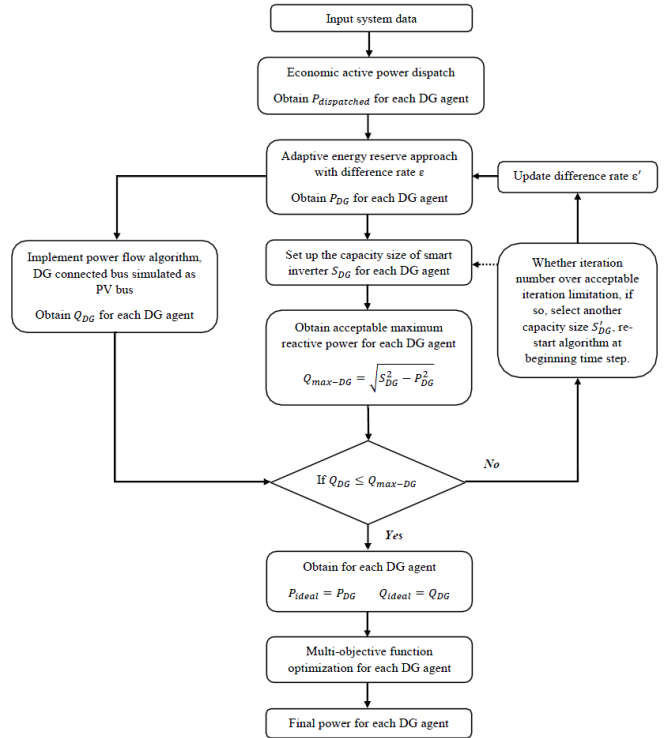 Input system data
Economic active power dispatch
Obtain P_dispatched for each DG agent
Adaptive energy reserve approach
with difference rate ε
Obtain P_DG for each DG agent
Update difference rate ε′
Implement power flow algorithm,
DG connected bus simulated as
PV bus
Obtain Q_DG for each DG agent
Set up the capacity size of smart
inverter S_DG for each DG agent
Whether iteration
number over acceptable
iteration limitation, if
so, select another
capacity size S′_DG, re-
start algorithm at
beginning time step.
Obtain acceptable maximum
reactive power for each DG agent
Q_max−DG = √(S²_DG − P²_DG)
If Q_DG ≤ Q_max−DG
No
Yes
Obtain for each DG agent
P_ideal = P_DG Q_ideal = Q_DG
Multi-objective function
optimization for each DG agent
Final power for each DG agent